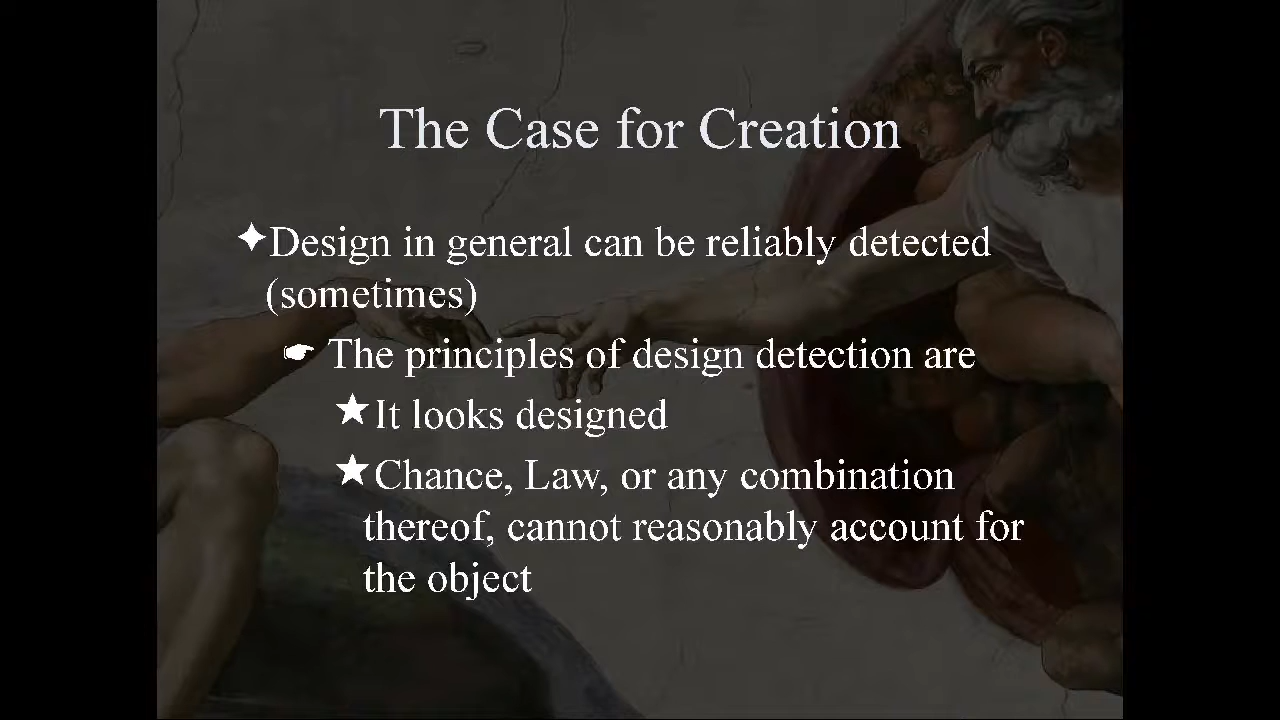 The Case for Creation
Design in general can be reliably detected
(sometimes)
The principles of design detection are
It looks designed
Chance, Law, or any combination
thereof, cannot reasonably account for
the object